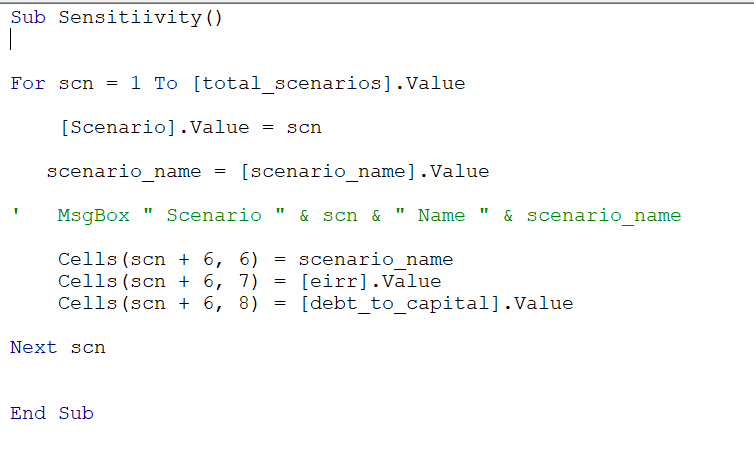 Sub Sensitiivity()
For scn = 1 To [total_scenarios].Value
[Scenario].Value = scn
scenario_name = [scenario_name].Value
' MsgBox " Scenario " & scn & " Name " & scenario_name
Cells(scn + 6, 6) = scenario_name
Cells(scn + 6, 7) = [eirr].Value
Cells(scn + 6, 8) = [debt_to_capital].Value
Next scn
End Sub